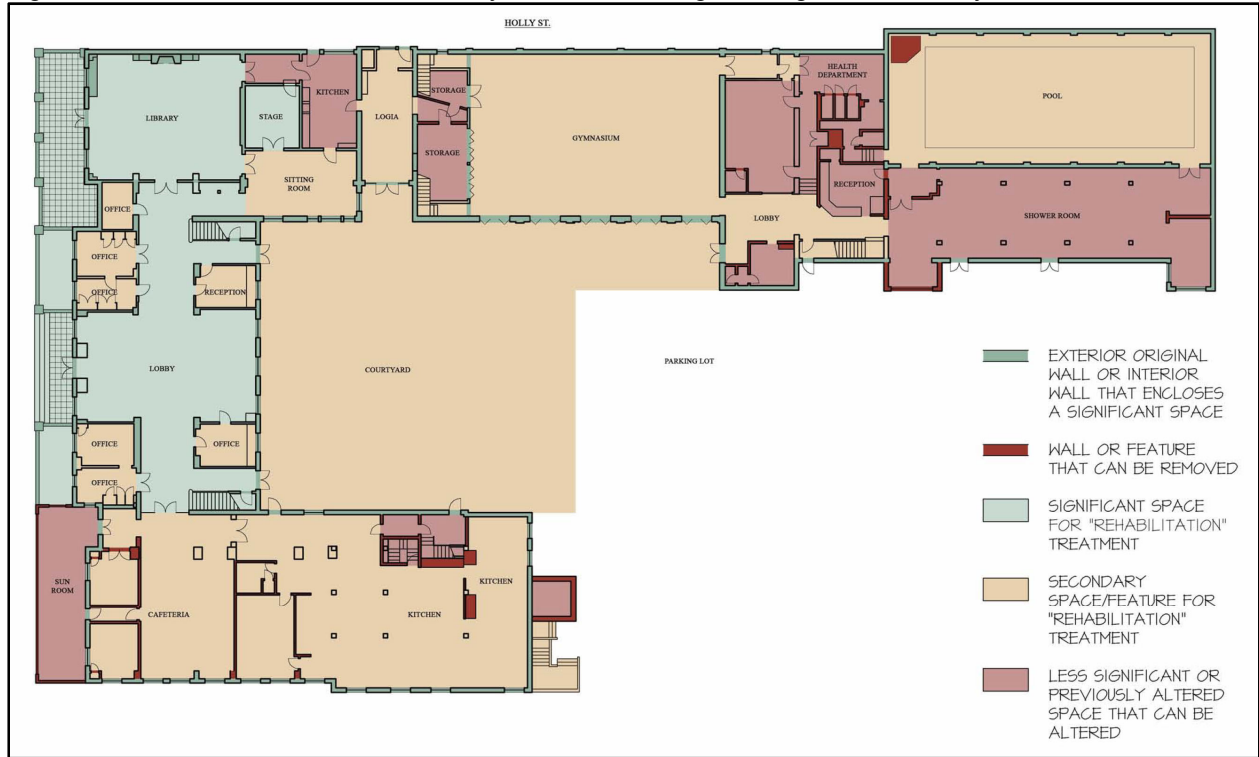 HOLLY ST.
HEALTH
DEPARTMENT
POOL
LIBRARY
STAGE
KITCHEN
LOGIA
STORAGE
GYMNASIUM
STORAGE
SITTING
ROOM
RECEPTION
OFFICE
LOBBY
SHOWER ROOM
OFFICE
OFFICE
RECEPTION
LOBBY
COURTYARD
PARKING LOT
OFFICE
OFFICE
OFFICE
SUN
ROOM
CAFETERIA
KITCHEN
KITCHEN
EXTERIOR ORIGINAL
WALL OR INTERIOR
WALL THAT ENCLOSES
A SIGNIFICANT SPACE
WALL OR FEATURE
THAT CAN BE REMOVED
SIGNIFICANT SPACE
FOR "REHABILITATION"
TREATMENT
SECONDARY
SPACE/FEATURE FOR
"REHABILITATION"
TREATMENT
LESS SIGNIFICANT OR
PREVIOUSLY ALTERED
SPACE THAT CAN BE
ALTERED